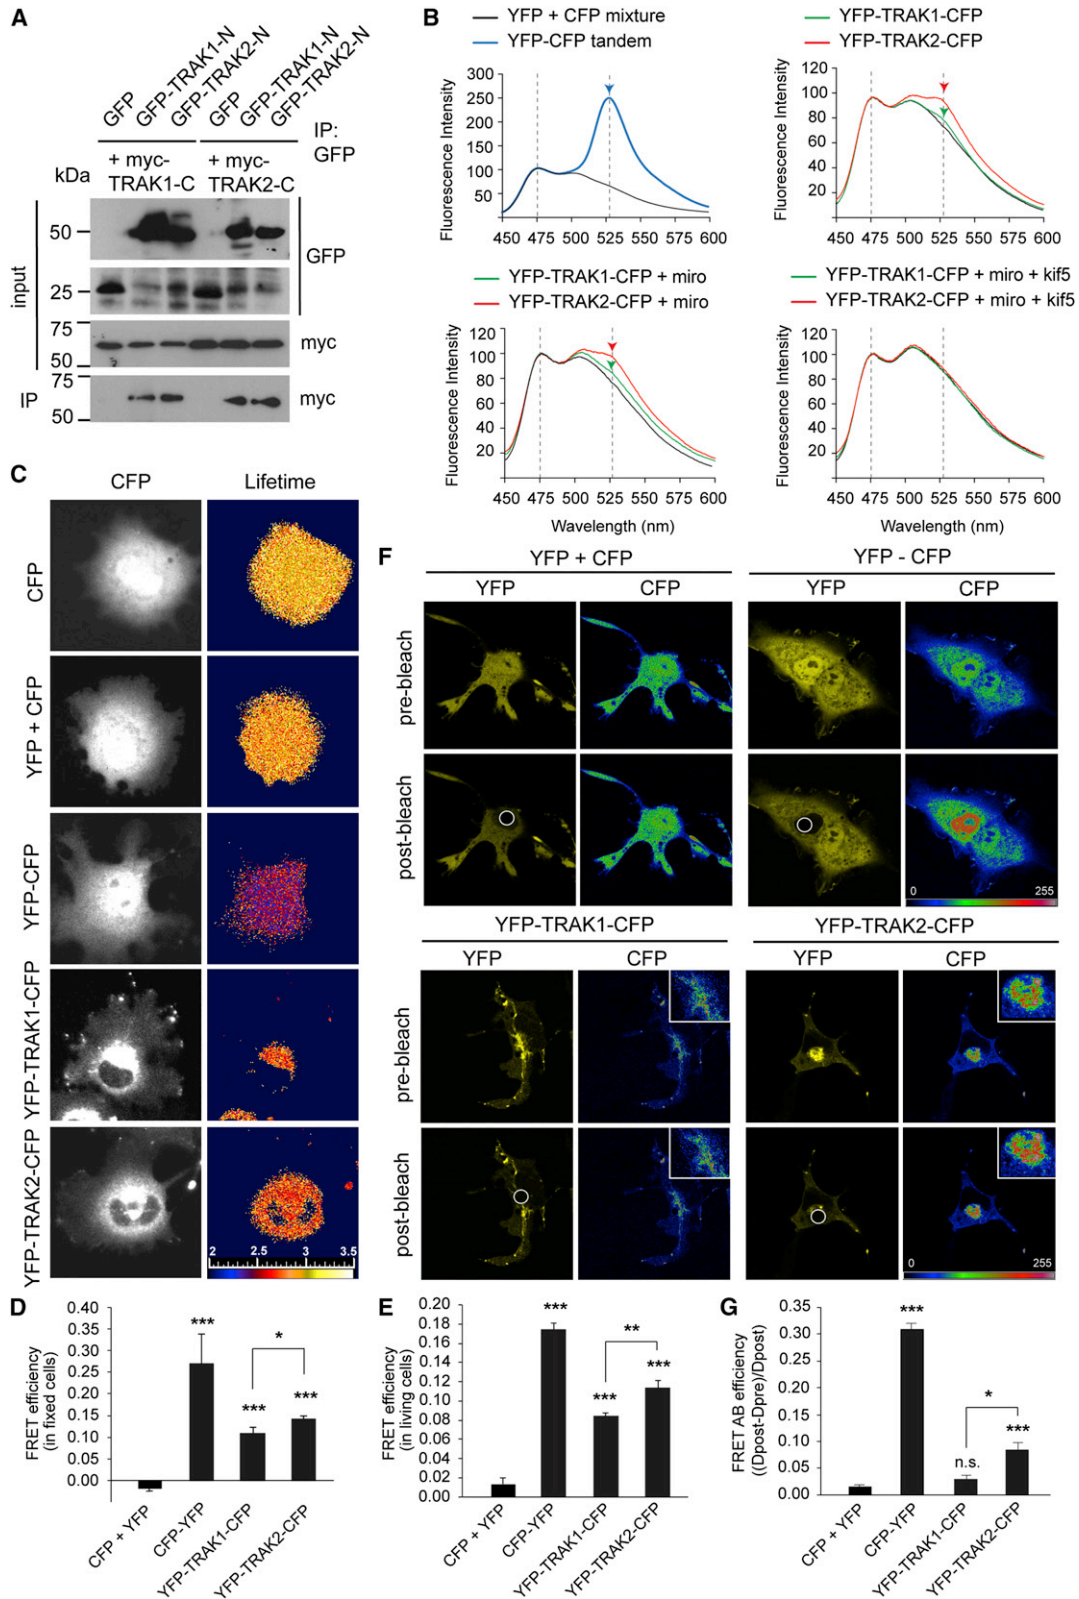 A
GFP
GFP-TRAK1-N
GFP-TRAK2-N
GFP
GFP-TRAK1-N
GFP-TRAK2-N
IP:
GFP
+ myc-
TRAK1-C
+ myc-
TRAK2-C
kDa
input
50
GFP
25
75
50
myc
IP
75
50
myc
B
YFP + CFP mixture
YFP-CFP tandem
Fluorescence Intensity
300
250
200
150
100
50
450 475 500 525 550 575 600
YFP-TRAK1-CFP
YFP-TRAK2-CFP
Fluorescence Intensity
120
100
80
60
40
20
450 475 500 525 550 575 600
YFP-TRAK1-CFP + miro
YFP-TRAK2-CFP + miro
Fluorescence Intensity
120
100
80
60
40
20
450 475 500 525 550 575 600
Wavelength (nm)
YFP-TRAK1-CFP + miro + kif5
YFP-TRAK2-CFP + miro + kif5
Fluorescence Intensity
120
100
80
60
40
20
450 475 500 525 550 575 600
Wavelength (nm)
C
CFP Lifetime
CFP
YFP + CFP
YFP-CFP
YFP-TRAK1-CFP
YFP-TRAK2-CFP
2 2.5 3 3.5
F
YFP + CFP
YFP - CFP
YFP CFP YFP CFP
pre-bleach
post-bleach
0 255
YFP-TRAK1-CFP
YFP-TRAK2-CFP
YFP CFP YFP CFP
pre-bleach
post-bleach
0 255
D
FRET efficiency
(in fixed cells)
0.40
0.35
0.30
0.25
0.20
0.15
0.10
0.05
0.00
***
***
*
***
CFP + YFP
CFP-YFP
YFP-TRAK1-CFP
YFP-TRAK2-CFP
E
FRET efficiency
(in living cells)
0.20
0.18
0.16
0.14
0.12
0.10
0.08
0.06
0.04
0.02
0.00
***
***
**
***
CFP + YFP
CFP-YFP
YFP-TRAK1-CFP
YFP-TRAK2-CFP
G
FRET AB efficiency
((Dpost-Dpre)/Dpost)
0.35
0.30
0.25
0.20
0.15
0.10
0.05
0.00
***
n.s.
*
***
CFP + YFP
CFP-YFP
YFP-TRAK1-CFP
YFP-TRAK2-CFP